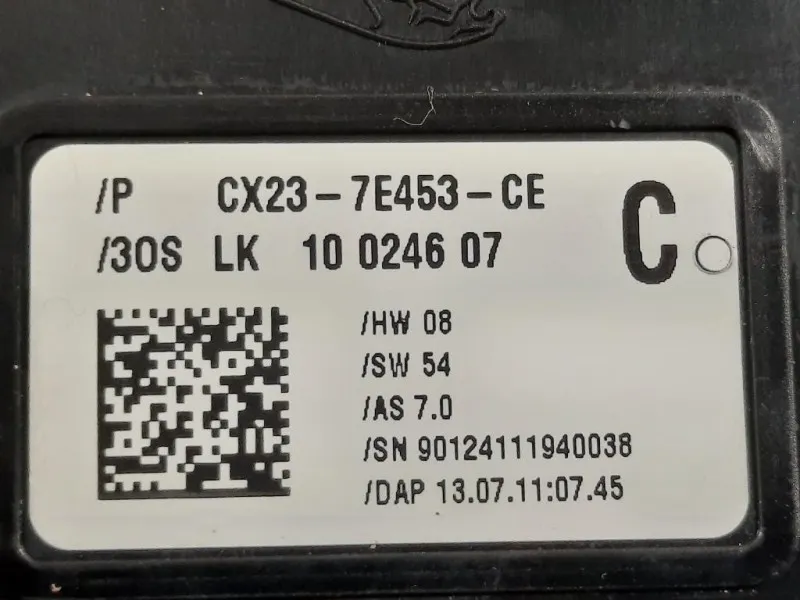 /P CX23-7E453-CE
C
/3OS LK 10 0246 07
/HW 08
/SW 54
/AS 7.0
/SN 90124111940038
/DAP 13.07.11:07.45